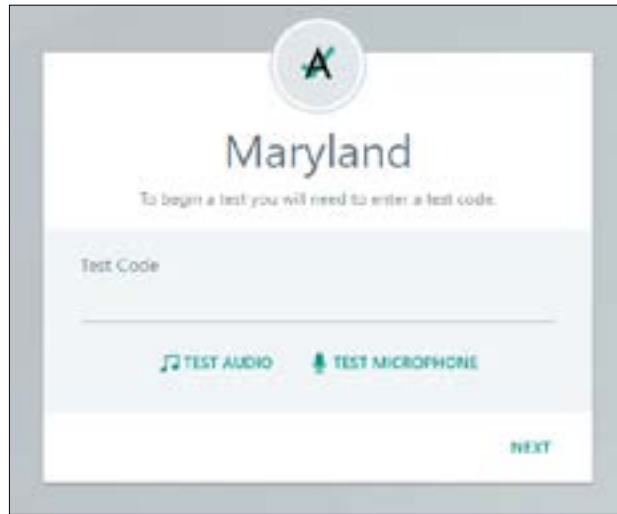 A
Maryland
To begin a test you will need to enter a test code.
Test Code
TEST AUDIO TEST MICROPHONE
NEXT